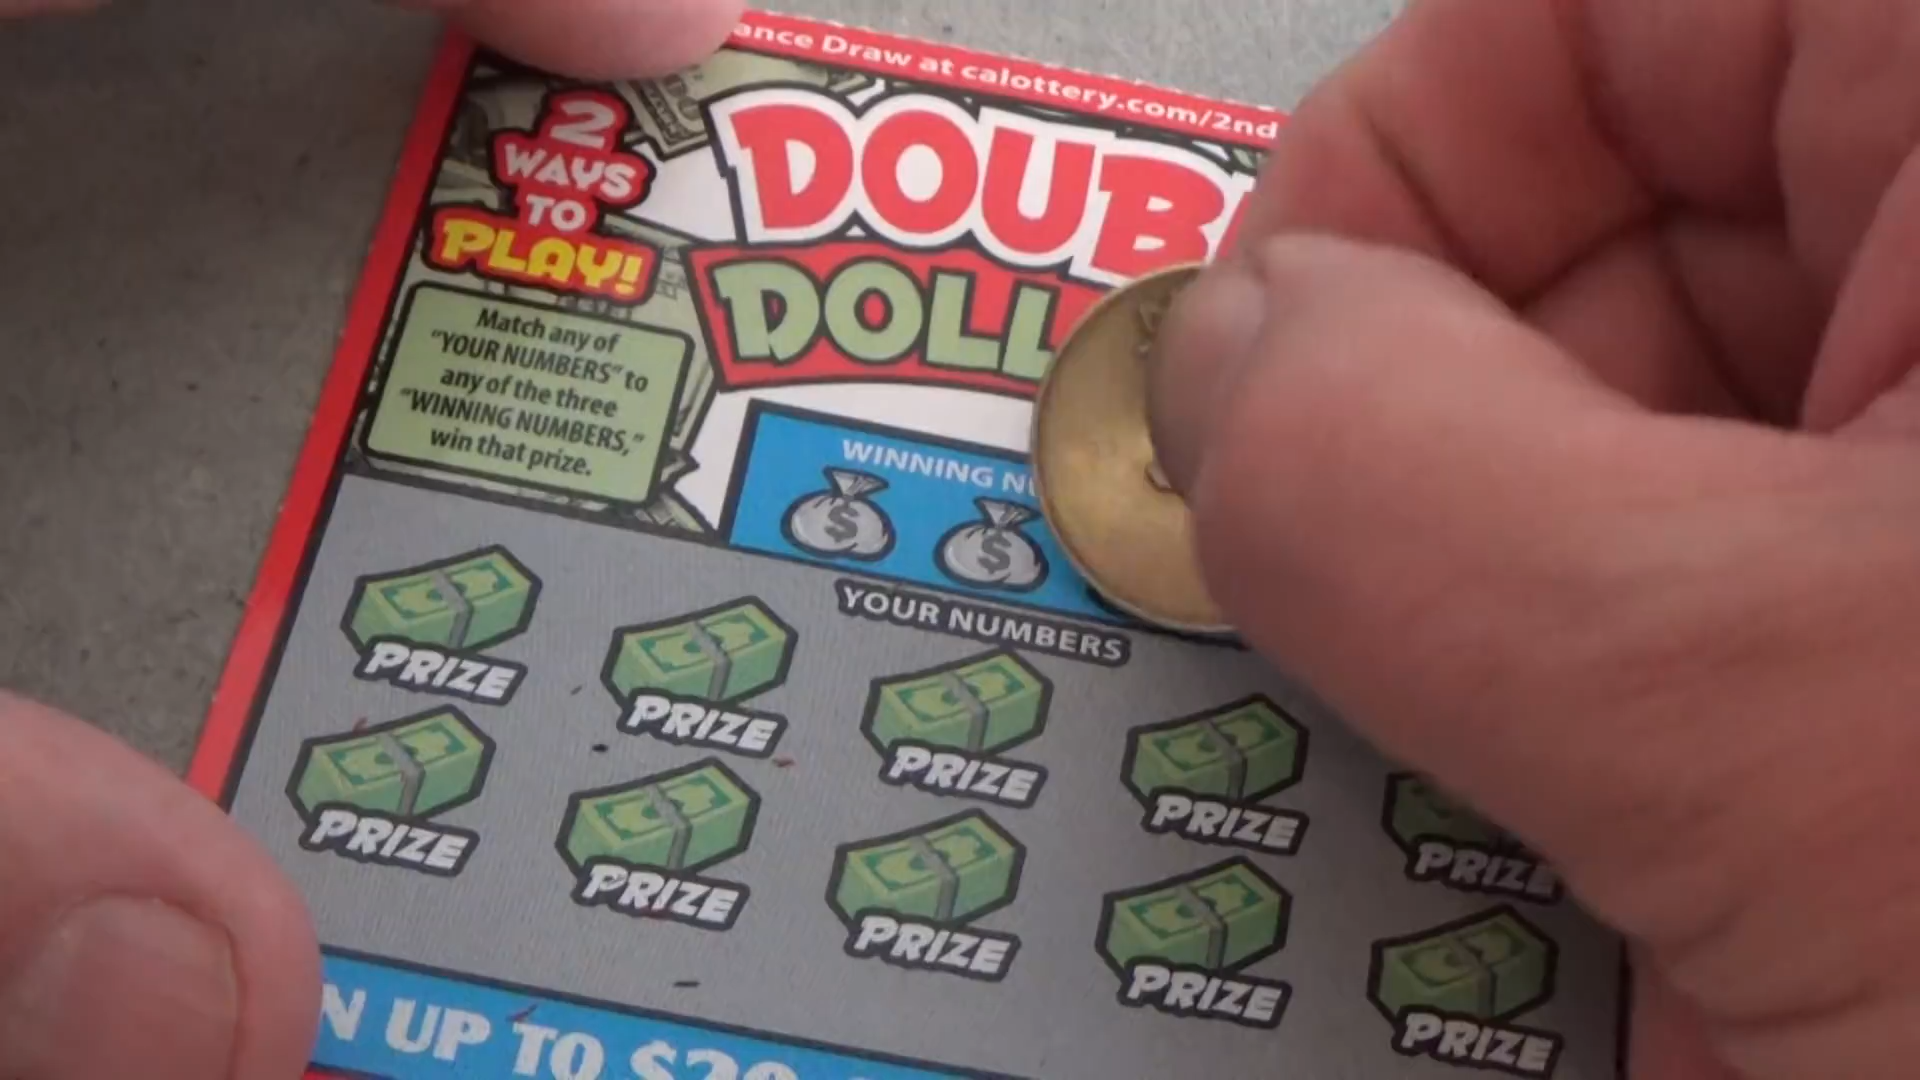 ance Draw at calottery.com/2nd
2
WAYS
TO
PLAY!
DOUB
DOLL
Match any of
"YOUR NUMBERS" to
any of the three
"WINNING NUMBERS,"
win that prize.
WINNING NU
$ $
YOUR NUMBERS
PRIZE PRIZE PRIZE PRIZE PRIZE
PRIZE PRIZE PRIZE PRIZE PRIZE
N UP TO $20